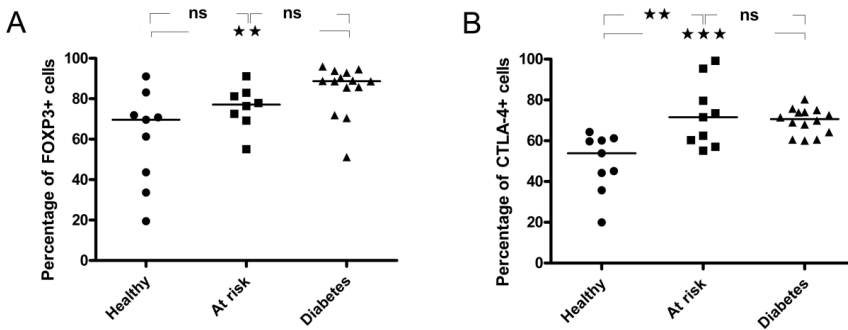 A
ns
ns
★★
Percentage of FOXP3+ cells
100
80
60
40
20
0
Healthy
At risk
Diabetes
B
★★
ns
★★★
Percentage of CTLA-4+ cells
100
80
60
40
20
0
Healthy
At risk
Diabetes